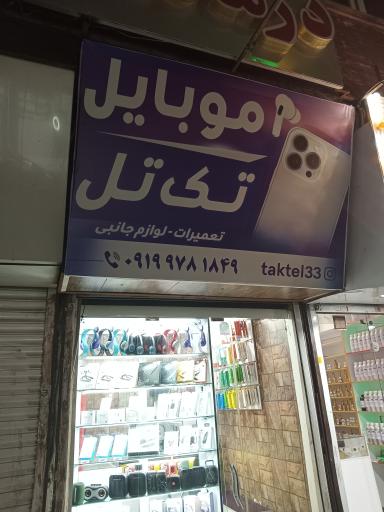 موبایل
تک تل
تعمیرات - لوازم جانبی
۰۹۱۹ ۹۷۸ ۱۸۴۹
taktel33